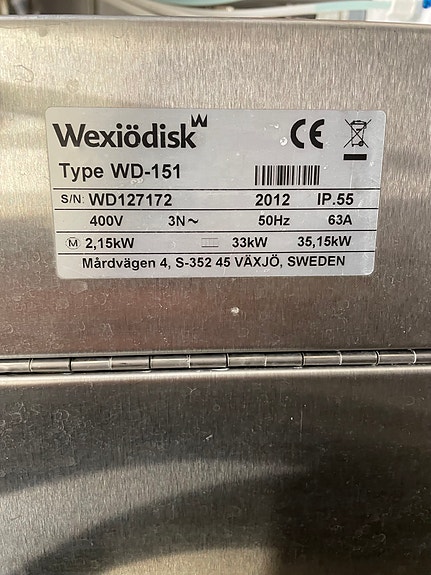 Wexiödisk
CE
Type WD-151
S/N: WD127172 2012 IP.55
400V 3N~ 50Hz 63A
M 2,15kW 33kW 35,15kW
Mårdvägen 4, S-352 45 VÄXJÖ, SWEDEN